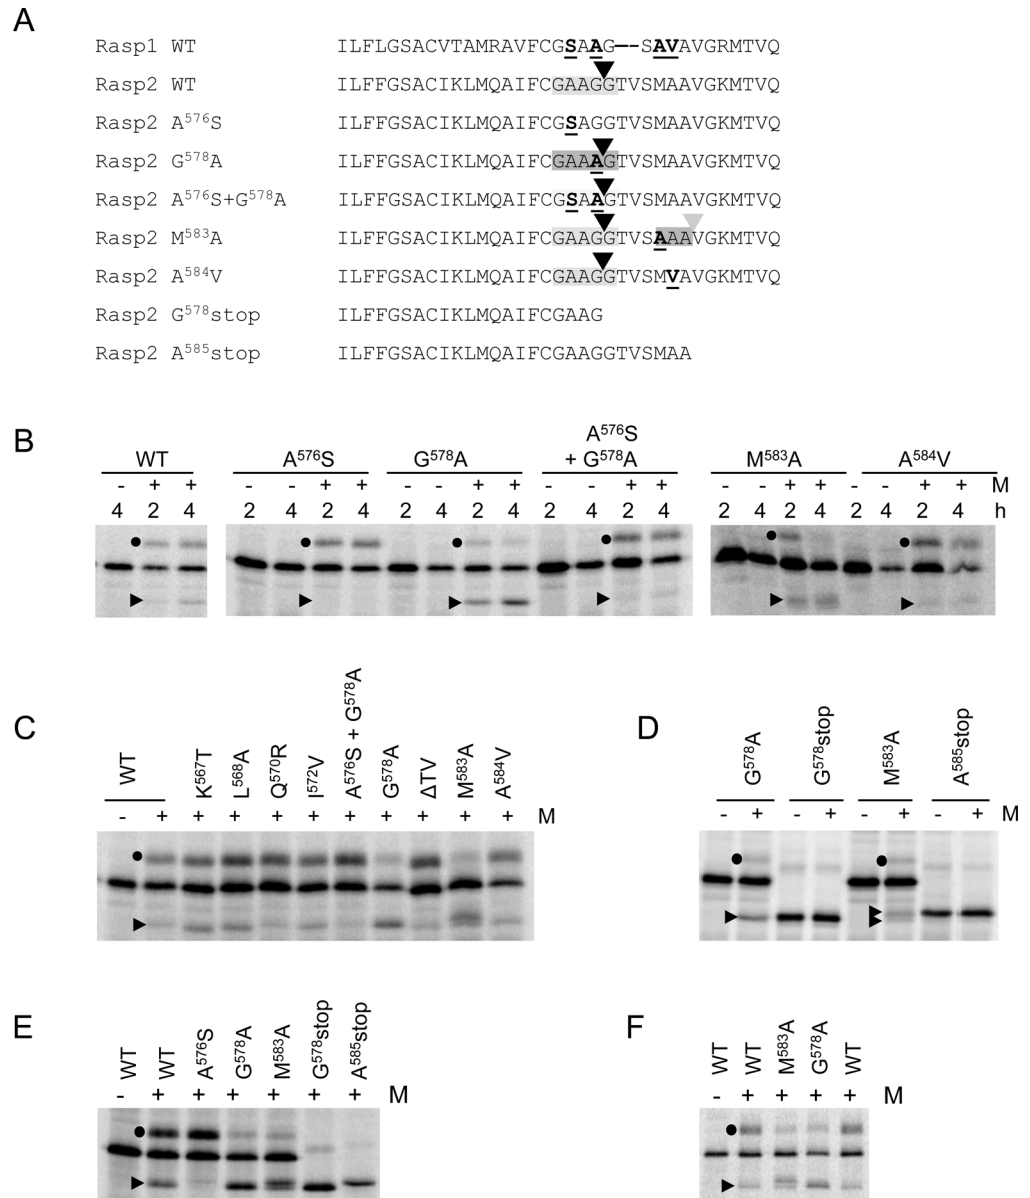 A
Rasp1 WT ILFLGSACVTAMRAVFCGSAAG--SAVAVGRMTVQ
Rasp2 WT ILFFGSACIKLMQAIFCGAAGGTVSMAAVGKMTVQ
Rasp2 A⁵⁷⁶S ILFFGSACIKLMQAIFCGSAGGTVSMAAVGKMTVQ
Rasp2 G⁵⁷⁸A ILFFGSACIKLMQAIFCGAAAGTVSMAAVGKMTVQ
Rasp2 A⁵⁷⁶S+G⁵⁷⁸A ILFFGSACIKLMQAIFCGSAAGTVSMAAVGKMTVQ
Rasp2 M⁵⁸³A ILFFGSACIKLMQAIFCGAAGGTVSAAAVGKMTVQ
Rasp2 A⁵⁸⁴V ILFFGSACIKLMQAIFCGAAGGTVSMVAVGKMTVQ
Rasp2 G⁵⁷⁸stop ILFFGSACIKLMQAIFCGAAG
Rasp2 A⁵⁸⁵stop ILFFGSACIKLMQAIFCGAAGGTVSMAA
B
WT A⁵⁷⁶S G⁵⁷⁸A A⁵⁷⁶S + G⁵⁷⁸A M⁵⁸³A A⁵⁸⁴V
- + + - - + + - - + + - - + + - - + + - - + + M
4 2 4 2 4 2 4 2 4 2 4 2 4 2 4 2 4 2 4 2 4 2 4 h
C
WT K⁵⁶⁷T L⁵⁶⁸A Q⁵⁷⁰R I⁵⁷²V A⁵⁷⁶S + G⁵⁷⁸A G⁵⁷⁸A ΔTV M⁵⁸³A A⁵⁸⁴V
- + + + + + + + + + + M
D
G⁵⁷⁸A G⁵⁷⁸stop M⁵⁸³A A⁵⁸⁵stop
- + - + - + - + M
E
WT WT A⁵⁷⁶S G⁵⁷⁸A M⁵⁸³A G⁵⁷⁸stop A⁵⁸⁵stop
- + + + + + + M
F
WT WT M⁵⁸³A G⁵⁷⁸A WT
- + + + + M